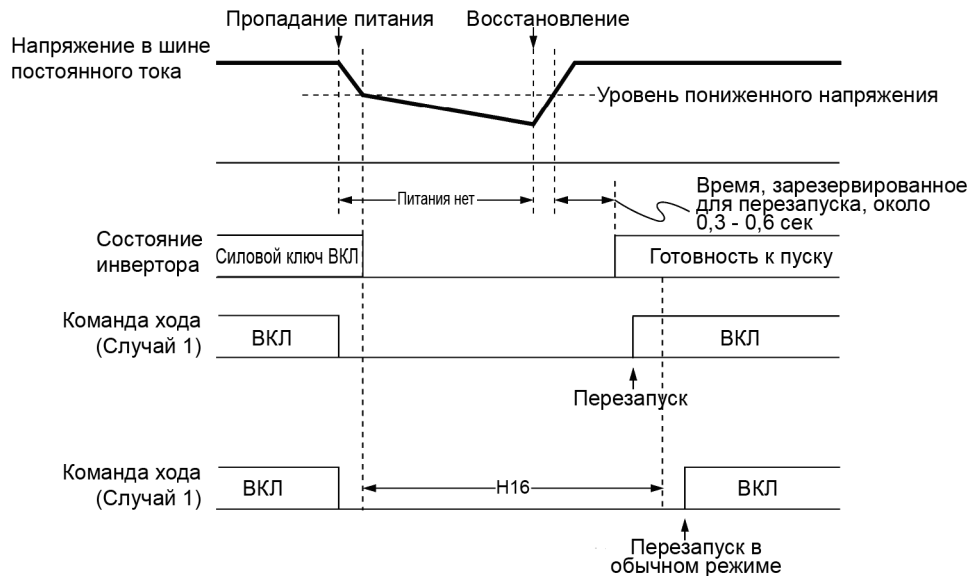 Пропадание питания
Восстановление
Напряжение в шине
постоянного тока
Уровень пониженного напряжения
Питания нет
Время, зарезервированное
для перезапуска, около
0,3 - 0,6 сек
Состояние
инвертора
Силовой ключ ВКЛ
Готовность к пуску
Команда хода
(Случай 1)
ВКЛ
ВКЛ
Перезапуск
Команда хода
(Случай 1)
ВКЛ
H16
ВКЛ
Перезапуск в
обычном режиме